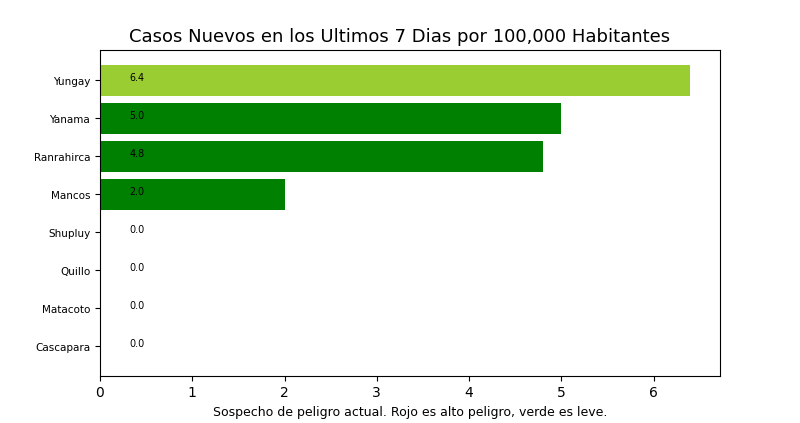 Casos Nuevos en los Ultimos 7 Dias por 100,000 Habitantes
Yungay 6.4
Yanama 5.0
Ranrahirca 4.8
Mancos 2.0
Shupluy 0.0
Quillo 0.0
Matacoto 0.0
Cascapara 0.0
0 1 2 3 4 5 6
Sospecho de peligro actual. Rojo es alto peligro, verde es leve.